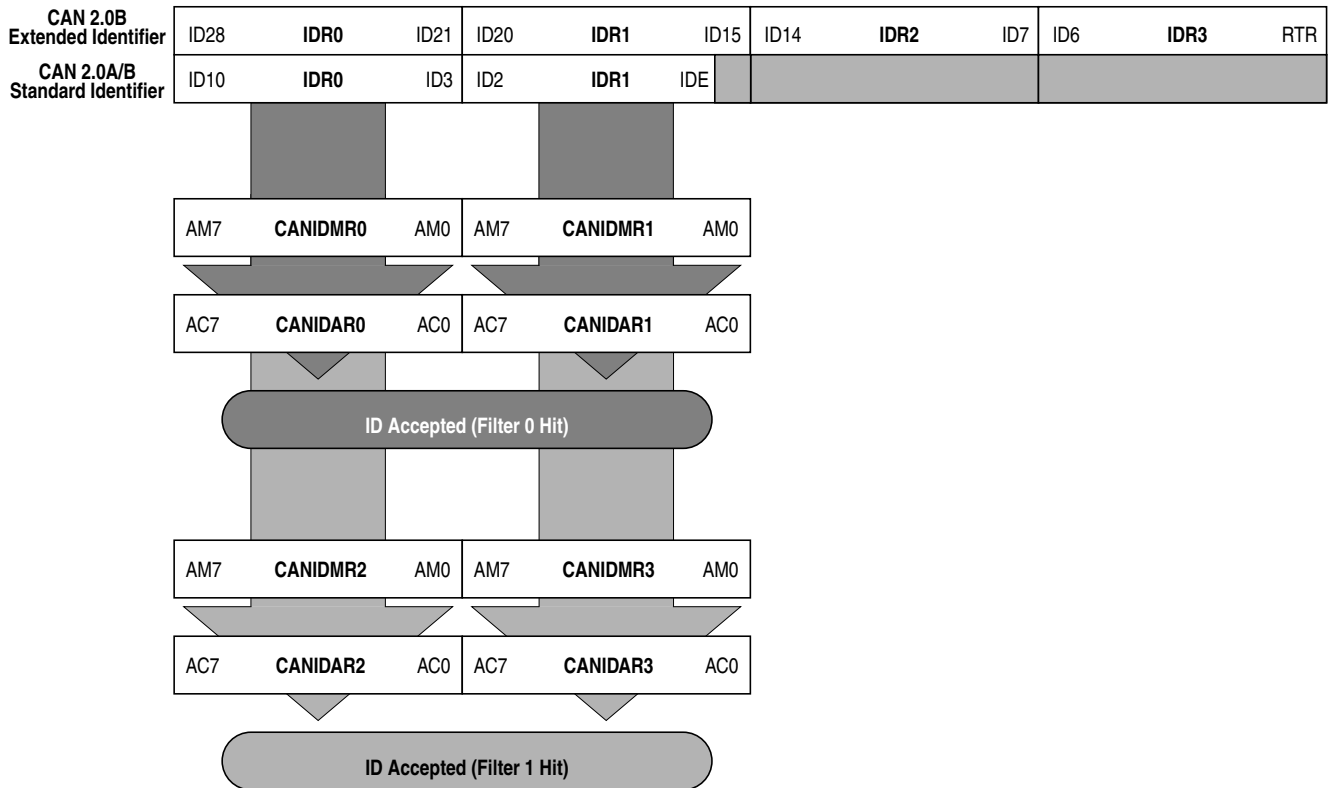 CAN 2.0B
Extended Identifier
ID28 IDR0 ID21 ID20 IDR1 ID15 ID14 IDR2 ID7 ID6 IDR3 RTR
CAN 2.0A/B
Standard Identifier
ID10 IDR0 ID3 ID2 IDR1 IDE
AM7 CANIDMR0 AM0 AM7 CANIDMR1 AM0
AC7 CANIDAR0 AC0 AC7 CANIDAR1 AC0
ID Accepted (Filter 0 Hit)
AM7 CANIDMR2 AM0 AM7 CANIDMR3 AM0
AC7 CANIDAR2 AC0 AC7 CANIDAR3 AC0
ID Accepted (Filter 1 Hit)